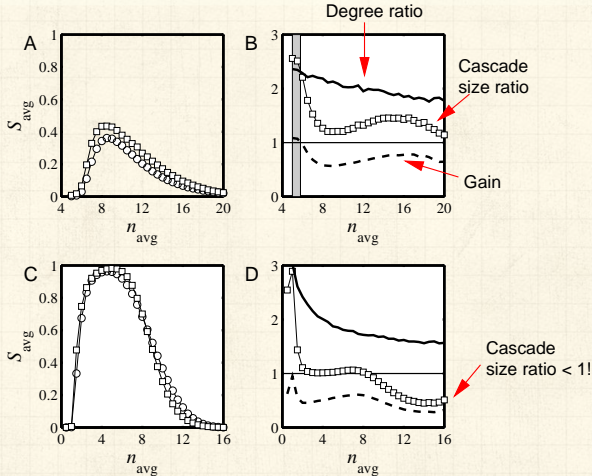 Degree ratio
A
B
1
0.8
0.6
0.4
0.2
0
S avg
4 8 12 16 20
n avg
3
2
1
0
4 8 12 16 20
n avg
Cascade
size ratio
Gain
C
D
1
0.8
0.6
0.4
0.2
0
S avg
0 4 8 12 16
n avg
3
2
1
0
0 4 8 12 16
n avg
Cascade
size ratio < 1!